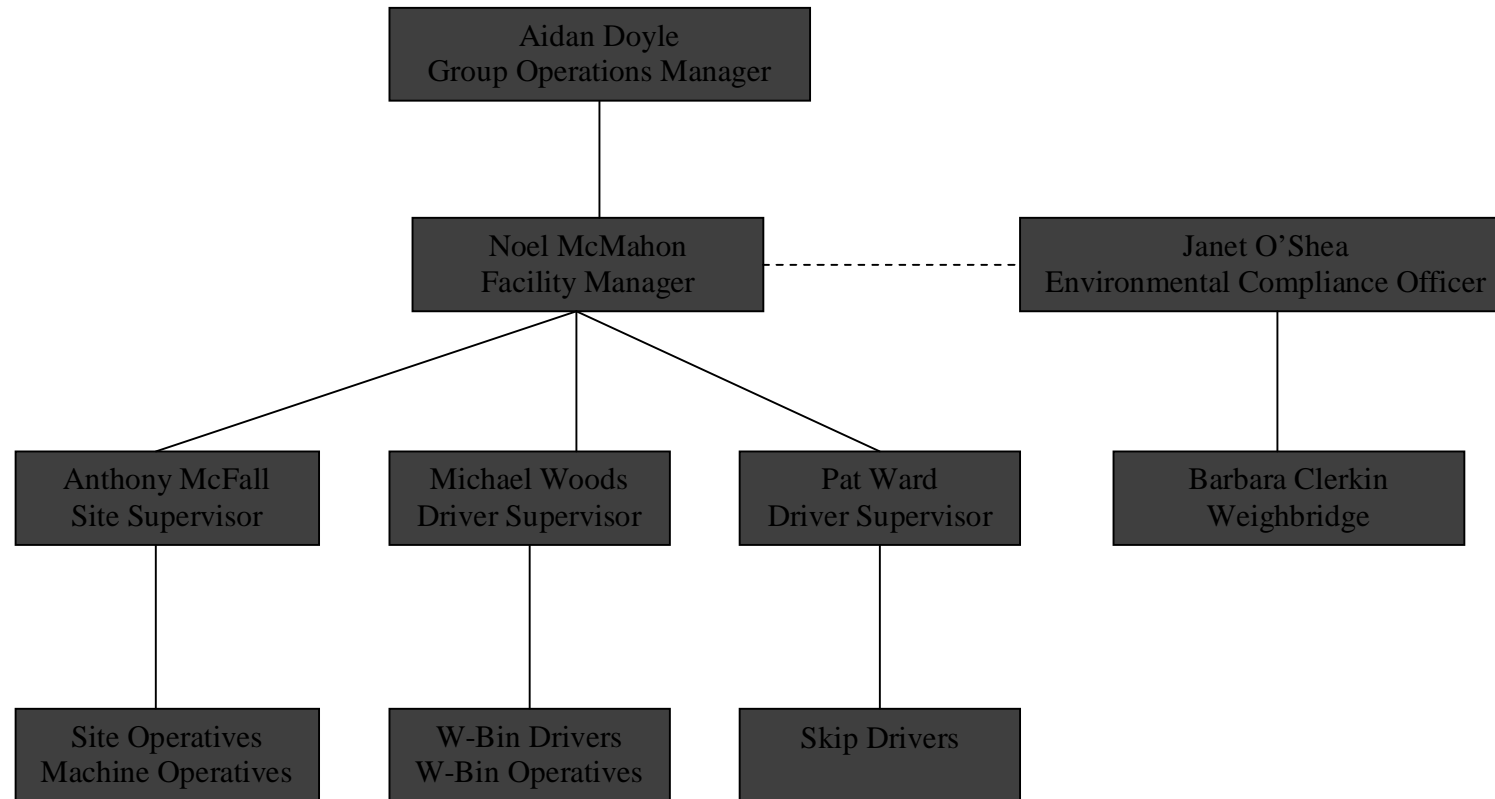 Aidan Doyle
Group Operations Manager
Noel McMahon
Facility Manager
Janet O’Shea
Environmental Compliance Officer
Anthony McFall
Site Supervisor
Michael Woods
Driver Supervisor
Pat Ward
Driver Supervisor
Barbara Clerkin
Weighbridge
Site Operatives
Machine Operatives
W-Bin Drivers
W-Bin Operatives
Skip Drivers